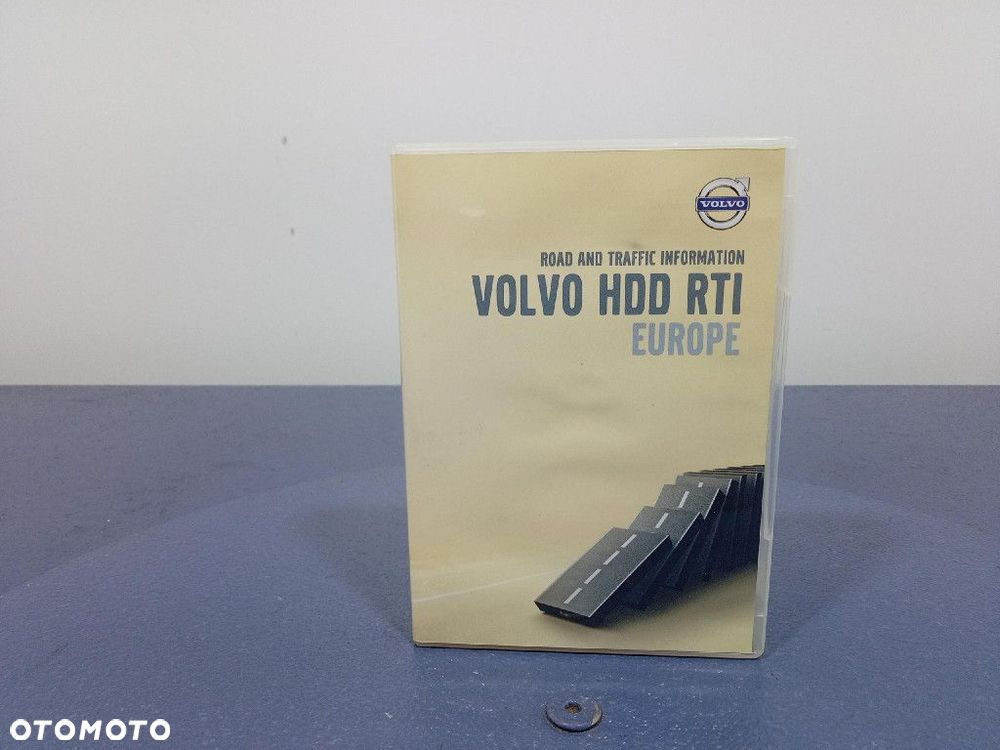 VOLVO
ROAD AND TRAFFIC INFORMATION
VOLVO HDD RTI
EUROPE
OTOMOTO